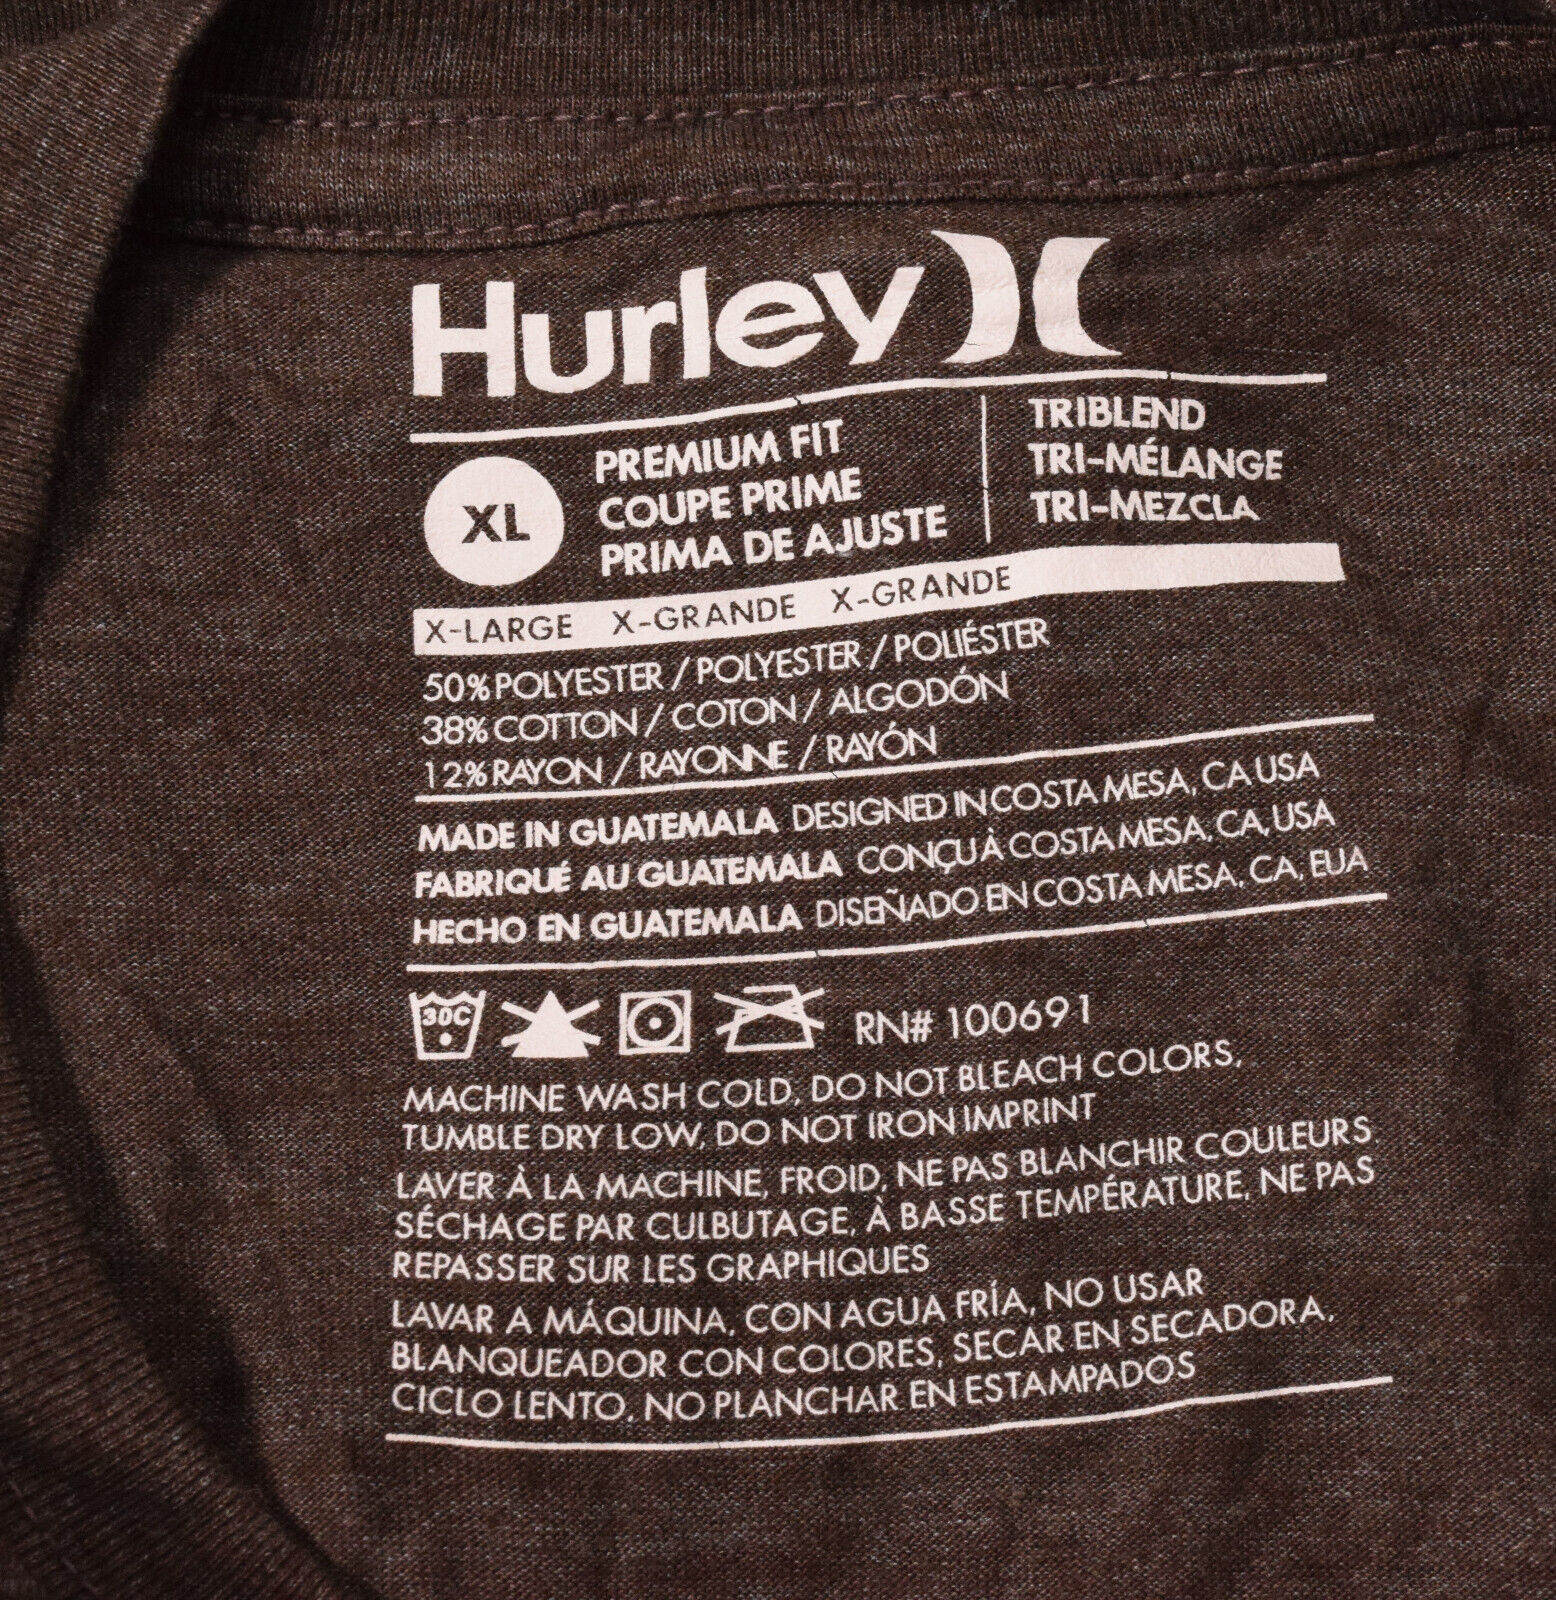 Hurley
XL
PREMIUM FIT
COUPE PRIME
PRIMA DE AJUSTE
TRIBLEND
TRI-MÉLANGE
TRI-MEZCLA
X-LARGE X-GRANDE X-GRANDE
50% POLYESTER / POLYESTER / POLIÉSTER
38% COTTON / COTON / ALGODÓN
12% RAYON / RAYONNE / RAYÓN
MADE IN GUATEMALA DESIGNED IN COSTA MESA, CA USA
FABRIQUÉ AU GUATEMALA CONÇU À COSTA MESA, CA, USA
HECHO EN GUATEMALA DISEÑADO EN COSTA MESA, CA, EUA
30C RN# 100691
MACHINE WASH COLD, DO NOT BLEACH COLORS,
TUMBLE DRY LOW, DO NOT IRON IMPRINT
LAVER À LA MACHINE, FROID, NE PAS BLANCHIR COULEURS
SÉCHAGE PAR CULBUTAGE, À BASSE TEMPÉRATURE, NE PAS
REPASSER SUR LES GRAPHIQUES
LAVAR A MÁQUINA, CON AGUA FRÍA, NO USAR
BLANQUEADOR CON COLORES, SECAR EN SECADORA,
CICLO LENTO, NO PLANCHAR EN ESTAMPADOS